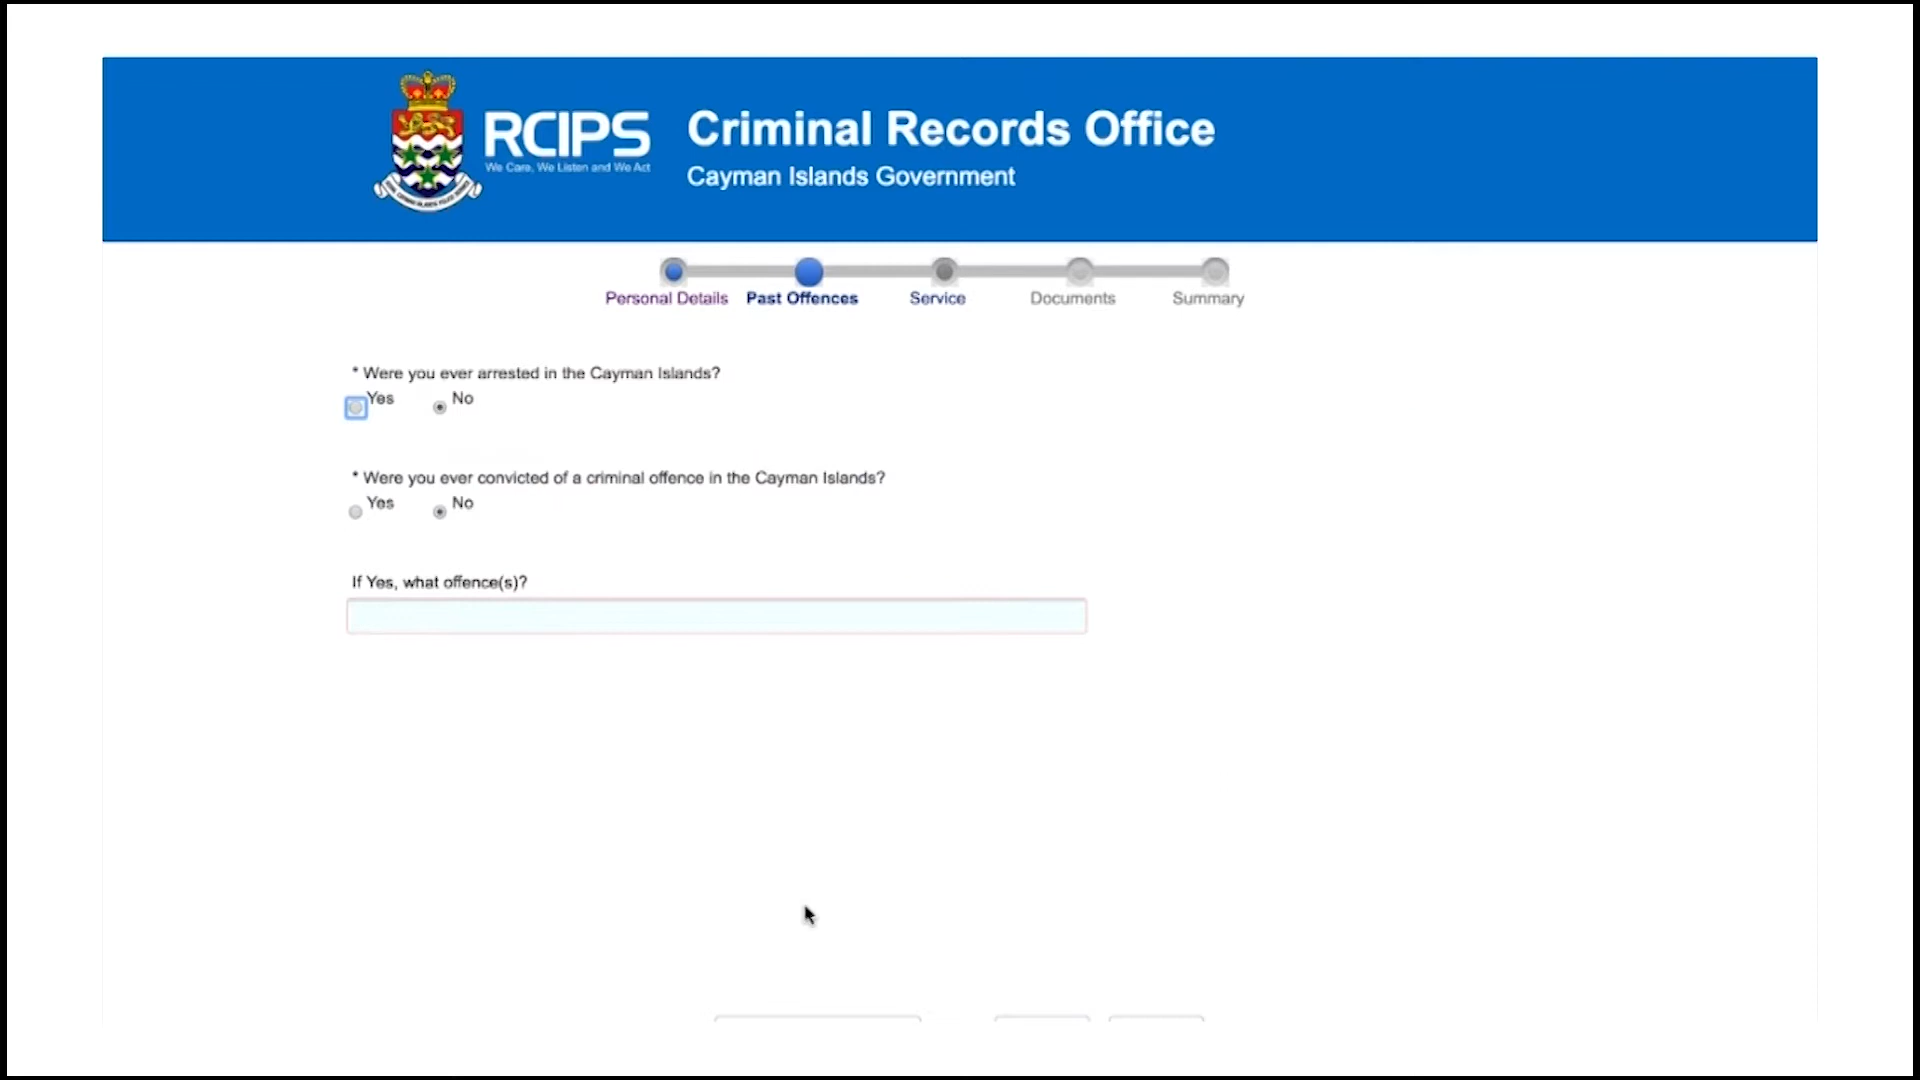 RCIPS
We Care, We Listen and We Act
Criminal Records Office
Cayman Islands Government
Personal Details
Past Offences
Service
Documents
Summary
* Were you ever arrested in the Cayman Islands?
Yes
No
* Were you ever convicted of a criminal offence in the Cayman Islands?
Yes
No
If Yes, what offence(s)?